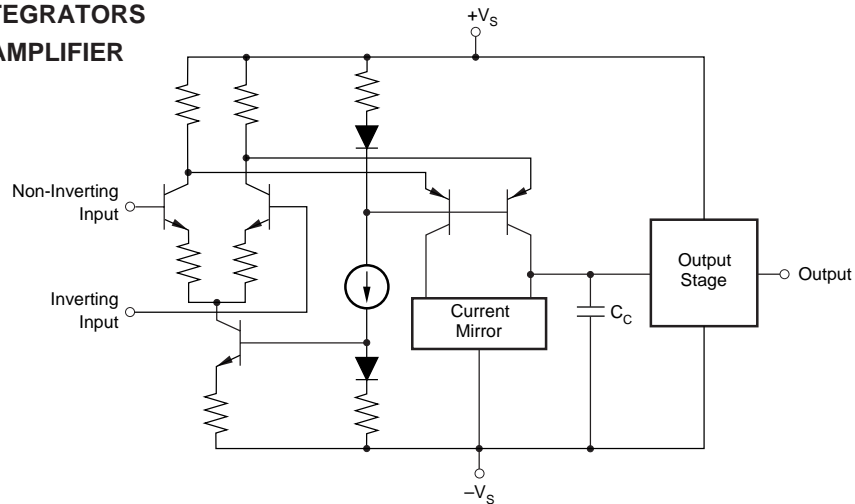 TEGRATORS
AMPLIFIER
+VS
Non-Inverting
Input
Inverting
Input
Current
Mirror
CC
Output
Stage
Output
–VS